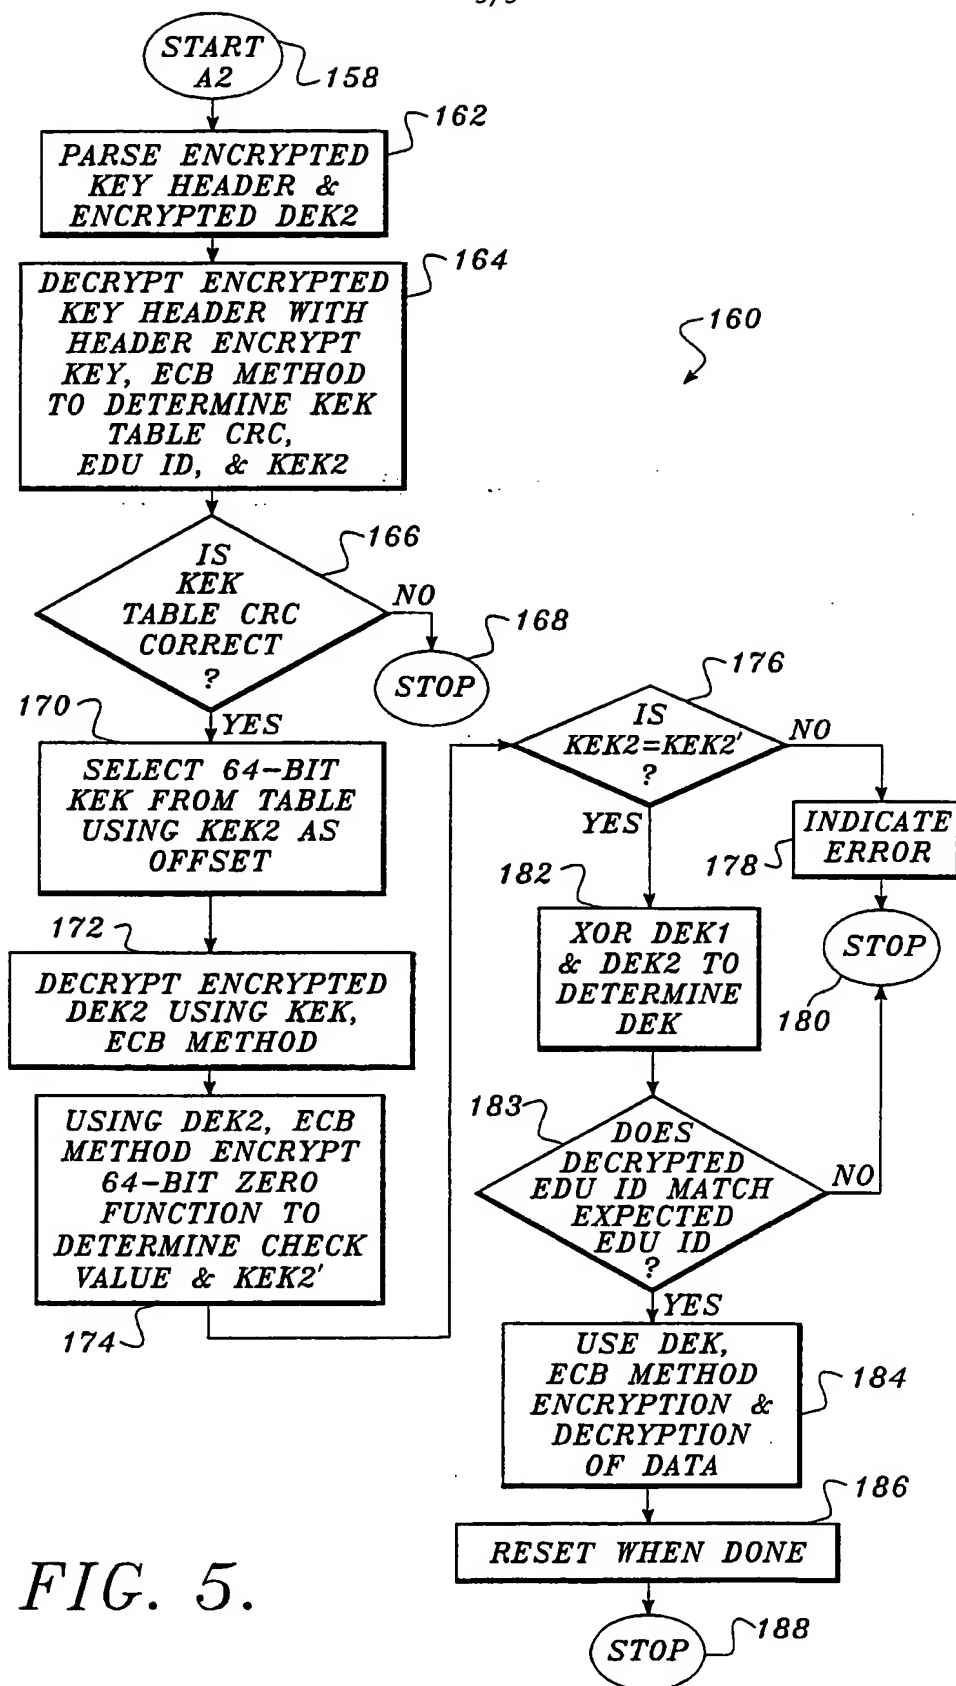 START
A2
158
162
PARSE ENCRYPTED
KEY HEADER &
ENCRYPTED DEK2
164
DECRYPT ENCRYPTED
KEY HEADER WITH
HEADER ENCRYPT
KEY, ECB METHOD
TO DETERMINE KEK
TABLE CRC,
EDU ID, & KEK2
160
166
IS
KEK
TABLE CRC
CORRECT
?
NO
168
STOP
170
YES
SELECT 64-BIT
KEK FROM TABLE
USING KEK2 AS
OFFSET
172
DECRYPT ENCRYPTED
DEK2 USING KEK,
ECB METHOD
USING DEK2, ECB
METHOD ENCRYPT
64-BIT ZERO
FUNCTION TO
DETERMINE CHECK
VALUE & KEK2'
174
176
IS
KEK2=KEK2'
?
NO
YES
INDICATE
ERROR
178
STOP
180
182
XOR DEK1
& DEK2 TO
DETERMINE
DEK
183
DOES
DECRYPTED
EDU ID MATCH
EXPECTED
EDU ID
?
NO
YES
USE DEK,
ECB METHOD
ENCRYPTION &
DECRYPTION
OF DATA
184
186
RESET WHEN DONE
STOP
188
FIG. 5.